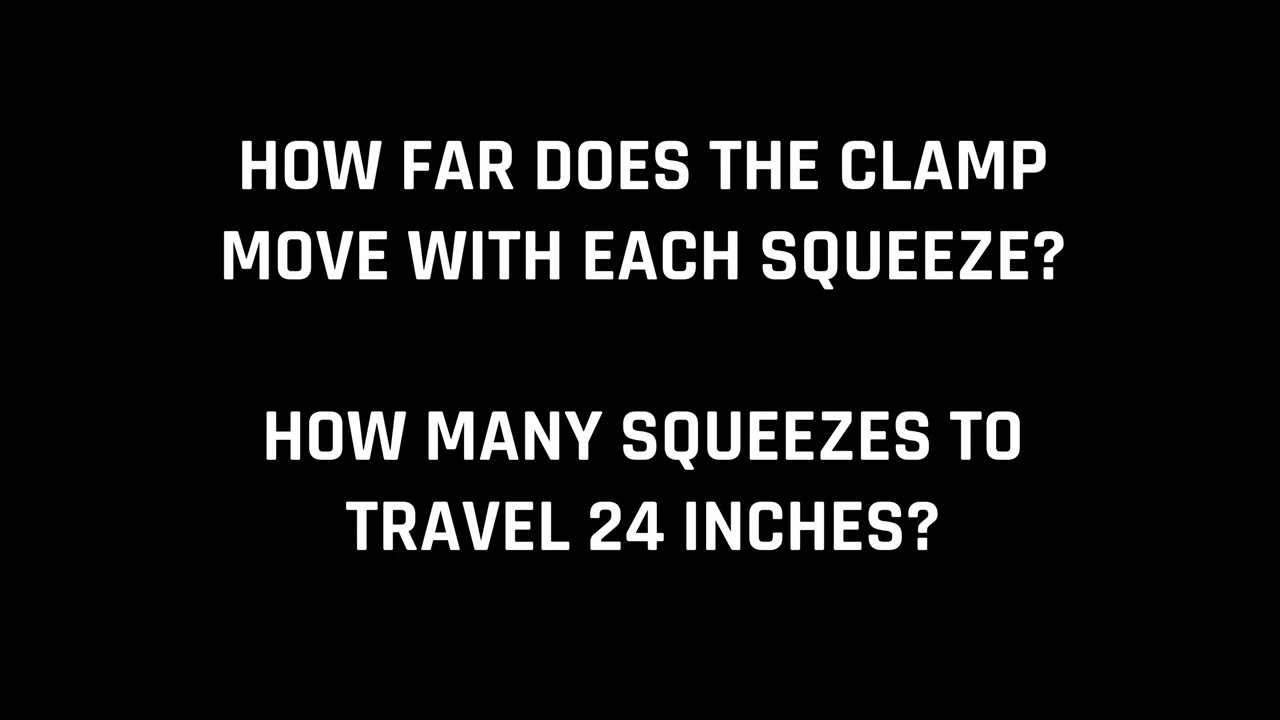 HOW FAR DOES THE CLAMP
MOVE WITH EACH SQUEEZE?
HOW MANY SQUEEZES TO
TRAVEL 24 INCHES?